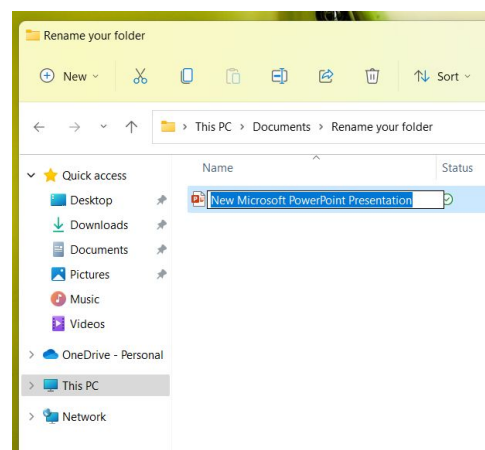 Rename your folder
New
Sort
This PC > Documents > Rename your folder
Name
Status
Quick access
New Microsoft PowerPoint Presentation
Desktop
Downloads
Documents
Pictures
Music
Videos
OneDrive - Personal
This PC
Network